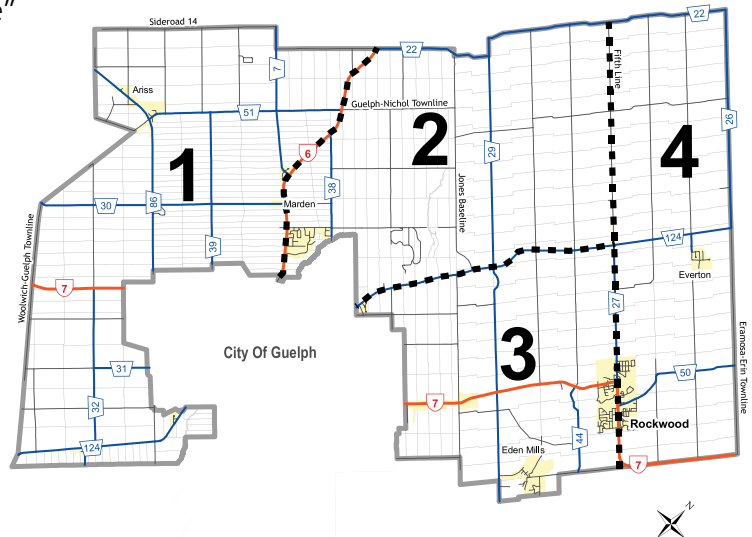 e"
Sideroad 14
22
22
7
Fifth Line
Ariss
Guelph-Nichol Townline
51
26
6
29
2
4
1
38
Jones Baseline
30
86
Marden
39
124
Woolwich-Guelph Townline
Everton
7
27
City Of Guelph
3
Eramosa-Erin Townline
31
50
32
7
Rockwood
44
124
Eden Mills
7
N